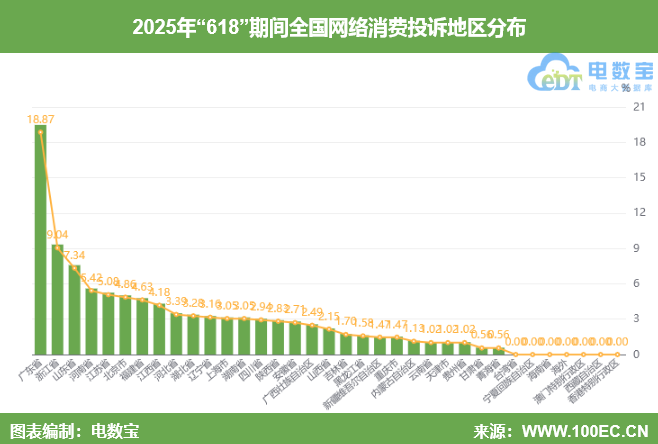 2025年“618”期间全国网络消费投诉地区分布
电数宝
电商大数据库
eDT
%
21
18
15
12
9
6
3
0
18.87
9.04
7.34
5.42
5.08
4.86
4.63
4.18
3.39
3.28
3.16
3.05
3.05
2.94
2.83
2.71
2.49
2.15
1.70
1.58
1.47
1.47
1.13
1.02
1.02
1.02
0.56
0.56
0.00
0.00
0.00
0.00
0.00
0.00
0.00
广东省
浙江省
山东省
河南省
江苏省
北京市
福建省
江西省
河北省
湖北省
辽宁省
上海市
湖南省
四川省
陕西省
安徽省
广西壮族自治区
山西省
吉林省
黑龙江省
新疆维吾尔自治区
重庆市
内蒙古自治区
云南省
天津市
贵州省
甘肃省
青海省
台湾省
宁夏回族自治区
海南省
海外
澳门特别行政区
西藏自治区
香港特别行政区
图表编制：电数宝
来源：WWW.100EC.CN